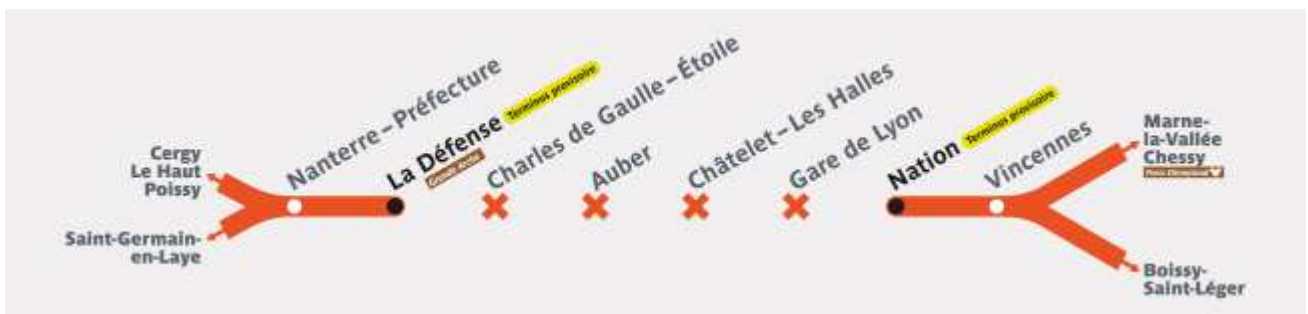 Cergy
Le Haut
Poissy
Saint-Germain-
en-Laye
Nanterre – Préfecture
La Défense Terminus provisoire
Grande Arche
Charles de Gaulle – Étoile
Auber
Châtelet – Les Halles
Gare de Lyon
Nation Terminus provisoire
Vincennes
Marne-
la-Vallée
Chessy
Parcs Disneyland
Boissy-
Saint-Léger